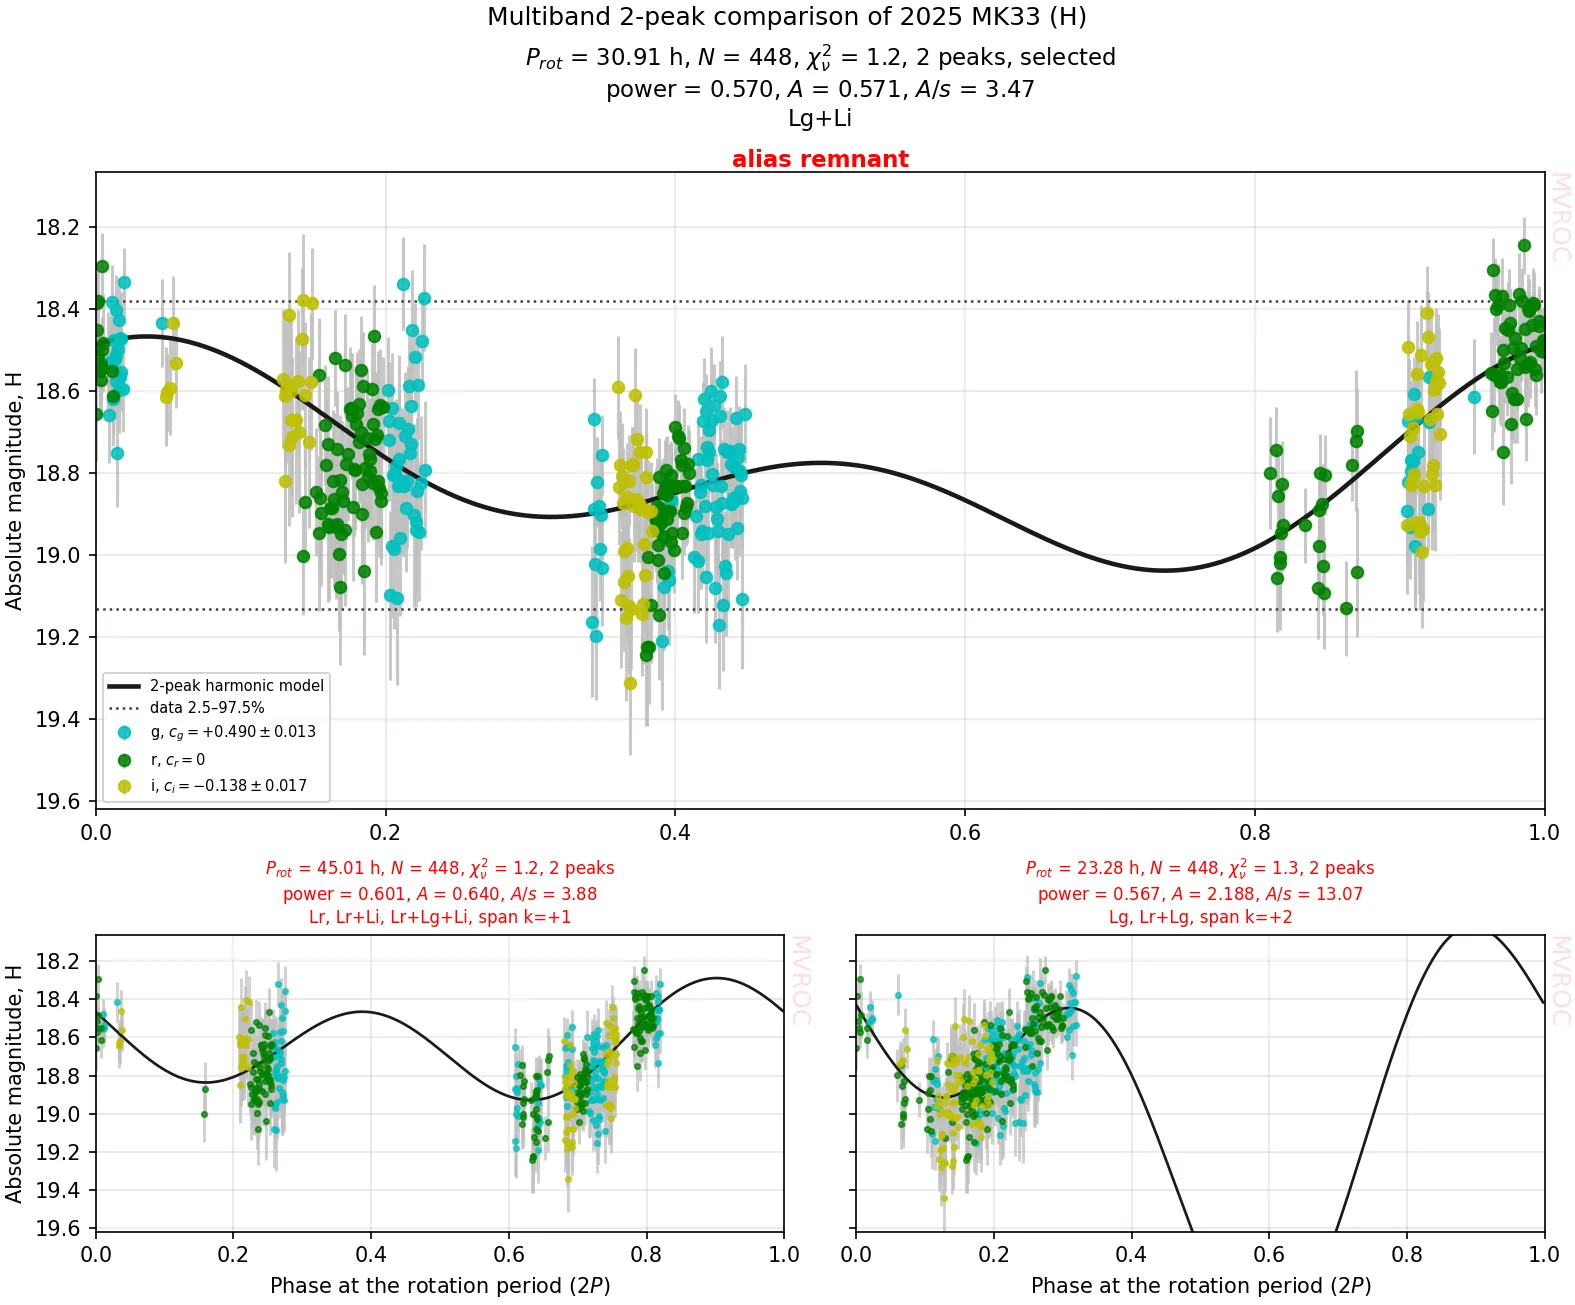 Multiband 2-peak comparison of 2025 MK33 (H)
P_rot = 30.91 h, N = 448, χ²_ν = 1.2, 2 peaks, selected
power = 0.570, A = 0.571, A/s = 3.47
Lg+Li
alias remnant
MVROC
Absolute magnitude, H
18.2
18.4
18.6
18.8
19.0
19.2
19.4
19.6
2-peak harmonic model
data 2.5–97.5%
g, c_g = +0.490 ± 0.013
r, c_r = 0
i, c_i = −0.138 ± 0.017
0.0 0.2 0.4 0.6 0.8 1.0
P_rot = 45.01 h, N = 448, χ²_ν = 1.2, 2 peaks
power = 0.601, A = 0.640, A/s = 3.88
Lr, Lr+Li, Lr+Lg+Li, span k=+1
MVROC
Absolute magnitude, H
18.2
18.4
18.6
18.8
19.0
19.2
19.4
19.6
0.0 0.2 0.4 0.6 0.8 1.0
Phase at the rotation period (2P)
P_rot = 23.28 h, N = 448, χ²_ν = 1.3, 2 peaks
power = 0.567, A = 2.188, A/s = 13.07
Lg, Lr+Lg, span k=+2
MVROC
0.0 0.2 0.4 0.6 0.8 1.0
Phase at the rotation period (2P)